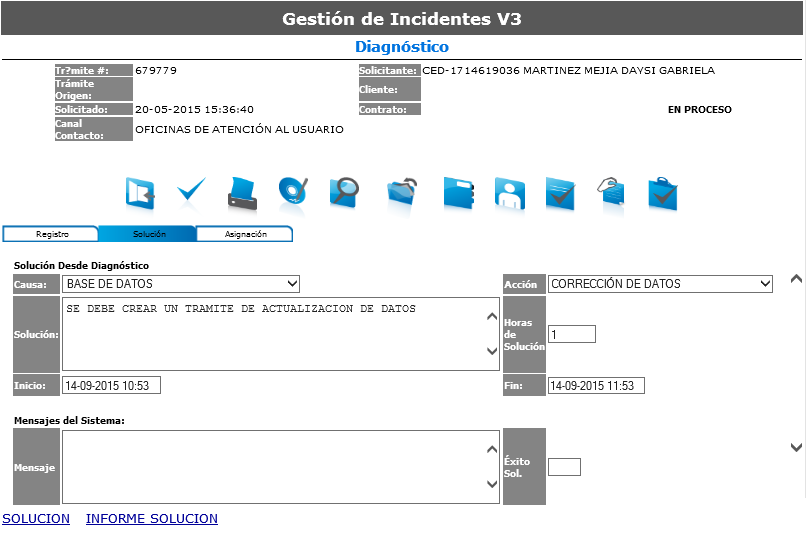 Gestión de Incidentes V3
Diagnóstico
Tr?mite #: 679779 Solicitante: CED-1714619036 MARTINEZ MEJIA DAYSI GABRIELA
Trámite Origen: Cliente:
Solicitado: 20-05-2015 15:36:40 Contrato: EN PROCESO
Canal Contacto: OFICINAS DE ATENCIÓN AL USUARIO
Registro Solución Asignación
Solución Desde Diagnóstico
Causa: BASE DE DATOS Acción CORRECCIÓN DE DATOS
Solución: SE DEBE CREAR UN TRAMITE DE ACTUALIZACION DE DATOS Horas de Solución 1
Inicio: 14-09-2015 10:53 Fin: 14-09-2015 11:53
Mensajes del Sistema:
Mensaje Éxito Sol.
SOLUCION INFORME SOLUCION